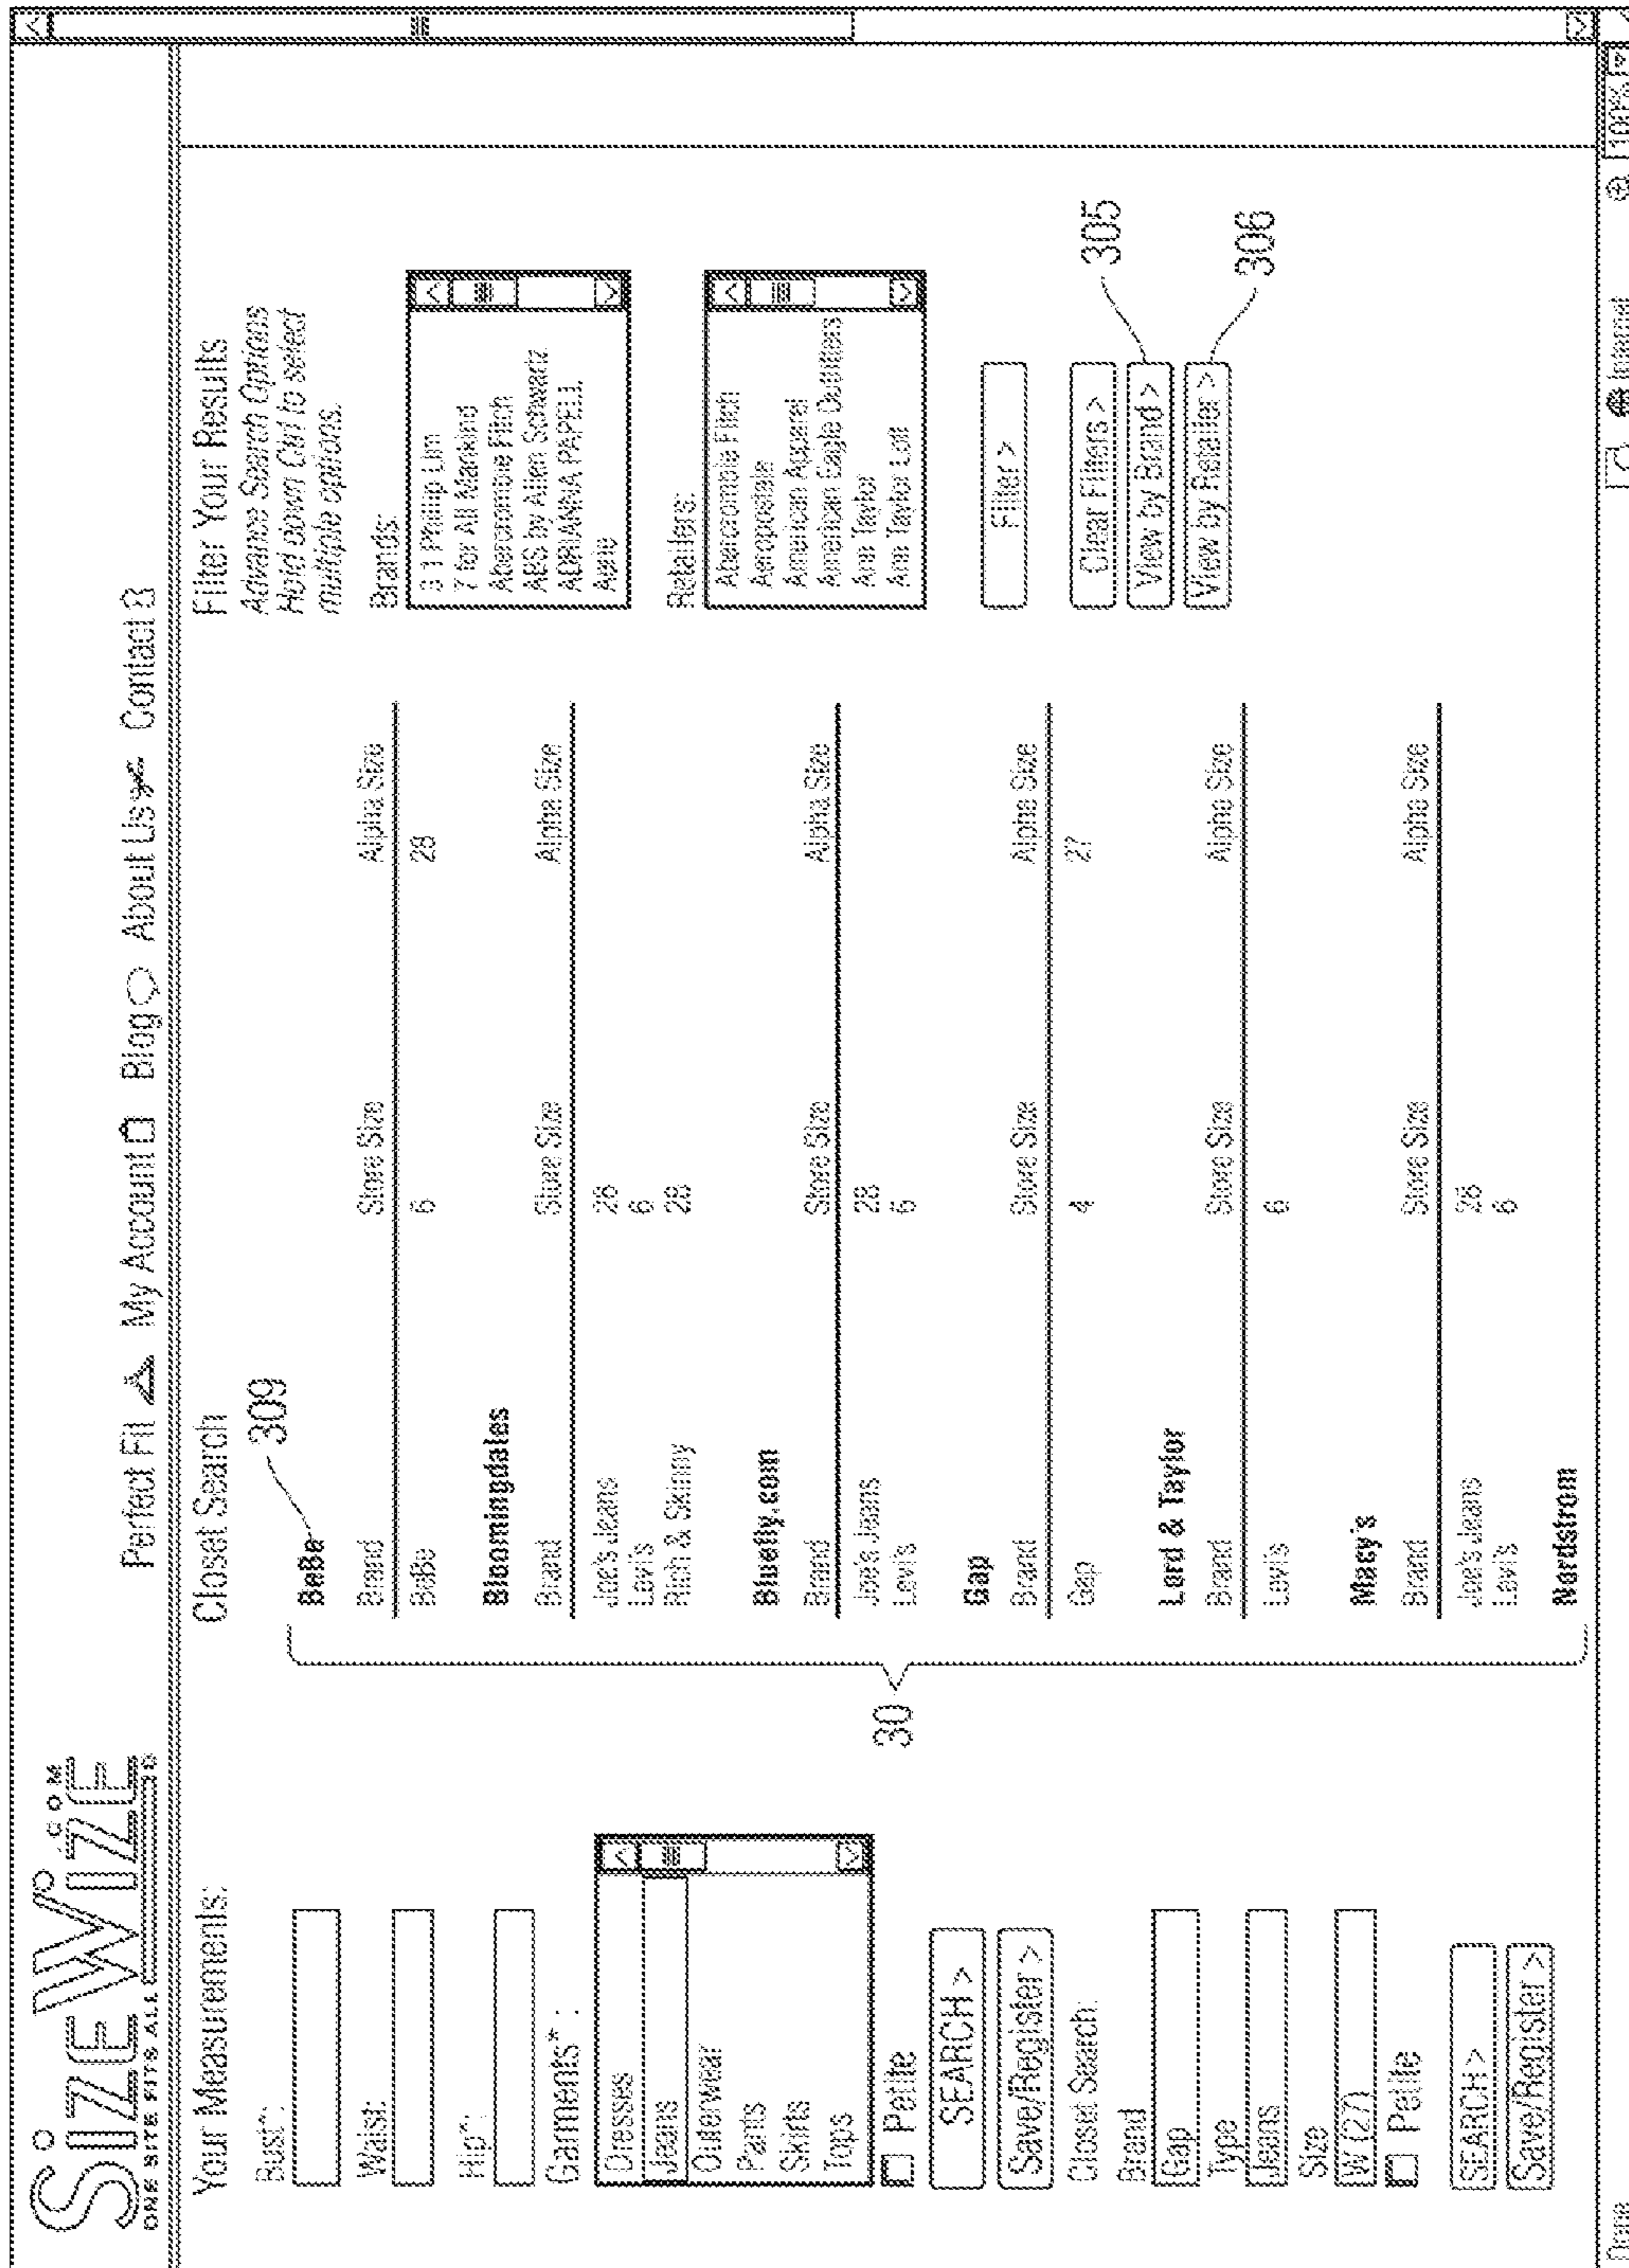 SiZEWiZE
ONE SITE FITS ALL
Perfect Fit My Account Blog About Us Contact
Your Measurements:
Bust*:
Waist:
Hip*:
Garments*:
Dresses
Jeans
Outerwear
Pants
Skirts
Tops
Petite
SEARCH >
Save/Register >
Closet Search:
Brand
Gap
Type
Jeans
Size
W (27)
Petite
SEARCH >
Save/Register >
Closet Search
309
30
BeBe
Brand Store Size Alpha Size
BeBe 6 28
Bloomingdales
Brand Store Size Alpha Size
Joe's Jeans 28
Levi's 6
Rich & Skinny 28
Bluefly.com
Brand Store Size Alpha Size
Joe's Jeans 28
Levi's 6
Gap
Brand Store Size Alpha Size
Gap 4 27
Lord & Taylor
Brand Store Size Alpha Size
Levi's 6
Macy's
Brand Store Size Alpha Size
Joe's Jeans 28
Levi's 6
Nordstrom
Filter Your Results
Advance Search Options
Hold down Ctrl to select
multiple options.
Brands:
3 1 Phillip Lim
7 for All Mankind
Abercrombie Fitch
ABS by Allen Schwartz
ADRIANNA PAPELL
Retailers:
Abercrombie Fitch
Aeropostale
American Apparel
American Eagle Outfitters
Ann Taylor
Ann Taylor Loft
Filter >
Clear Filters >
View by Brand >
305
View by Retailer >
306
Done Internet 100%